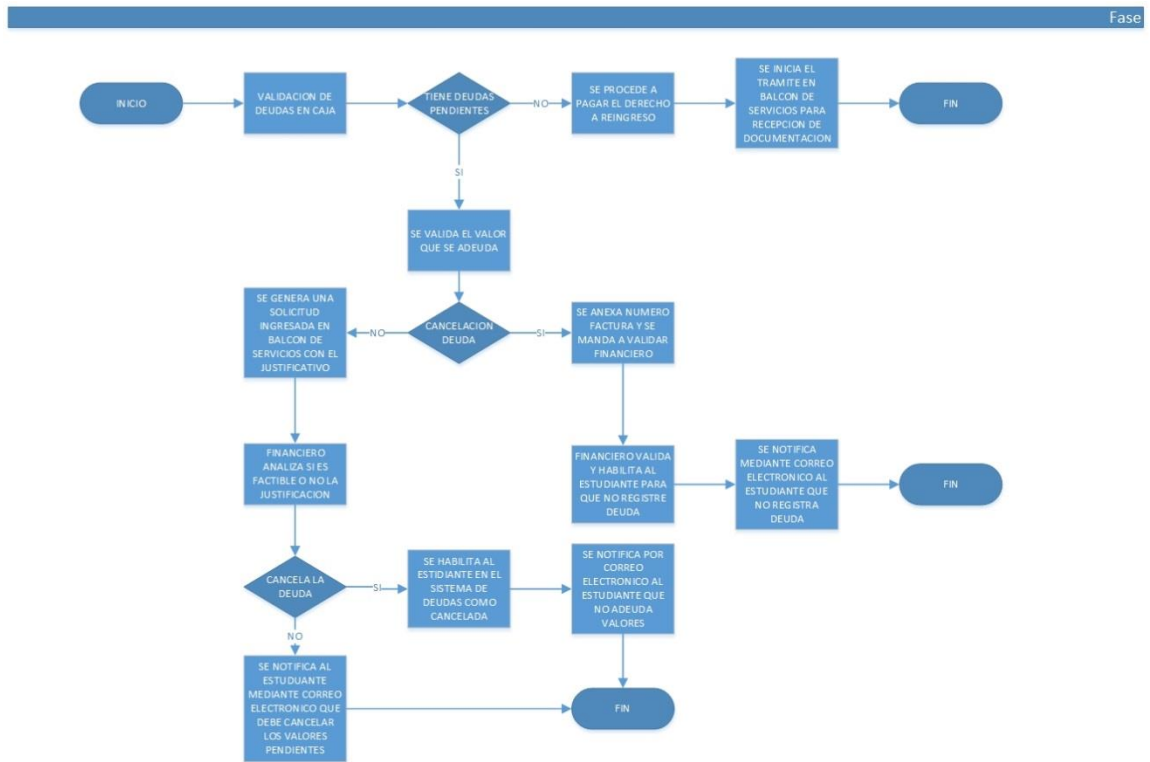 Fase
INICIO
VALIDACION DE
DEUDAS EN CAJA
TIENE DEUDAS
PENDIENTES
NO
SE PROCEDE A
PAGAR EL DERECHO
A REINGRESO
SE INICIA EL
TRAMITE EN
BALCON DE
SERVICIOS PARA
RECEPCION DE
DOCUMENTACION
FIN
SI
SE VALIDA EL VALOR
QUE SE ADEUDA
SE GENERA UNA
SOLICITUD
INGRESADA EN
BALCON DE
SERVICIOS CON EL
JUSTIFICATIVO
NO
CANCELACION
DEUDA
SI
SE ANEXA NUMERO
FACTURA Y SE
MANDA A VALIDAR
FINANCIERO
FINANCIERO
ANALIZA SI ES
FACTIBLE O NO LA
JUSTIFICACION
FINANCIERO VALIDA
Y HABILITA AL
ESTUDIANTE PARA
QUE NO REGISTRE
DEUDA
SE NOTIFICA
MEDIANTE CORREO
ELECTRONICO AL
ESTUDIANTE QUE
NO REGISTRA
DEUDA
FIN
CANCELA LA
DEUDA
SI
SE HABILITA AL
ESTIDIANTE EN EL
SISTEMA DE
DEUDAS COMO
CANCELADA
SE NOTIFICA POR
CORREO
ELECTRONICO AL
ESTUDIANTE QUE
NO ADEUDA
VALORES
NO
SE NOTIFICA AL
ESTUDUANTE
MEDIANTE CORREO
ELECTRONICO QUE
DEBE CANCELAR
LOS VALORES
PENDIENTES
FIN